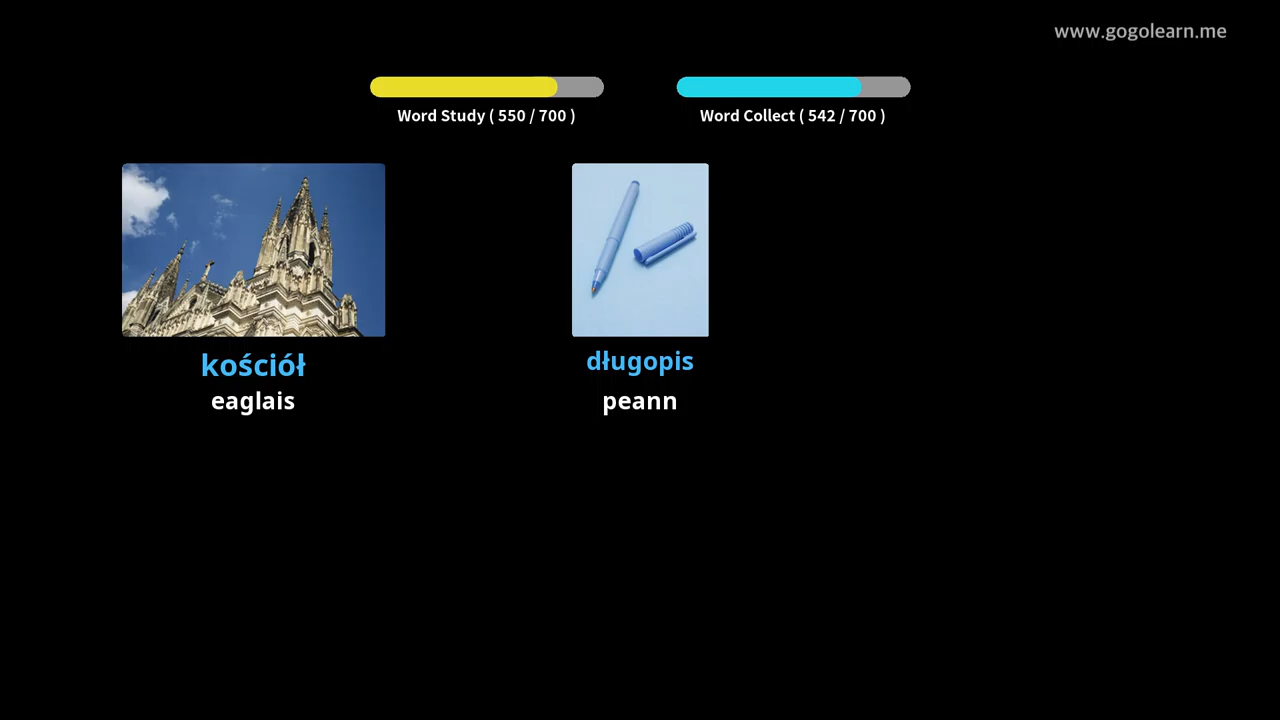 www.gogolearn.me
Word Study ( 550 / 700 )
Word Collect ( 542 / 700 )
kościół
eaglais
długopis
peann